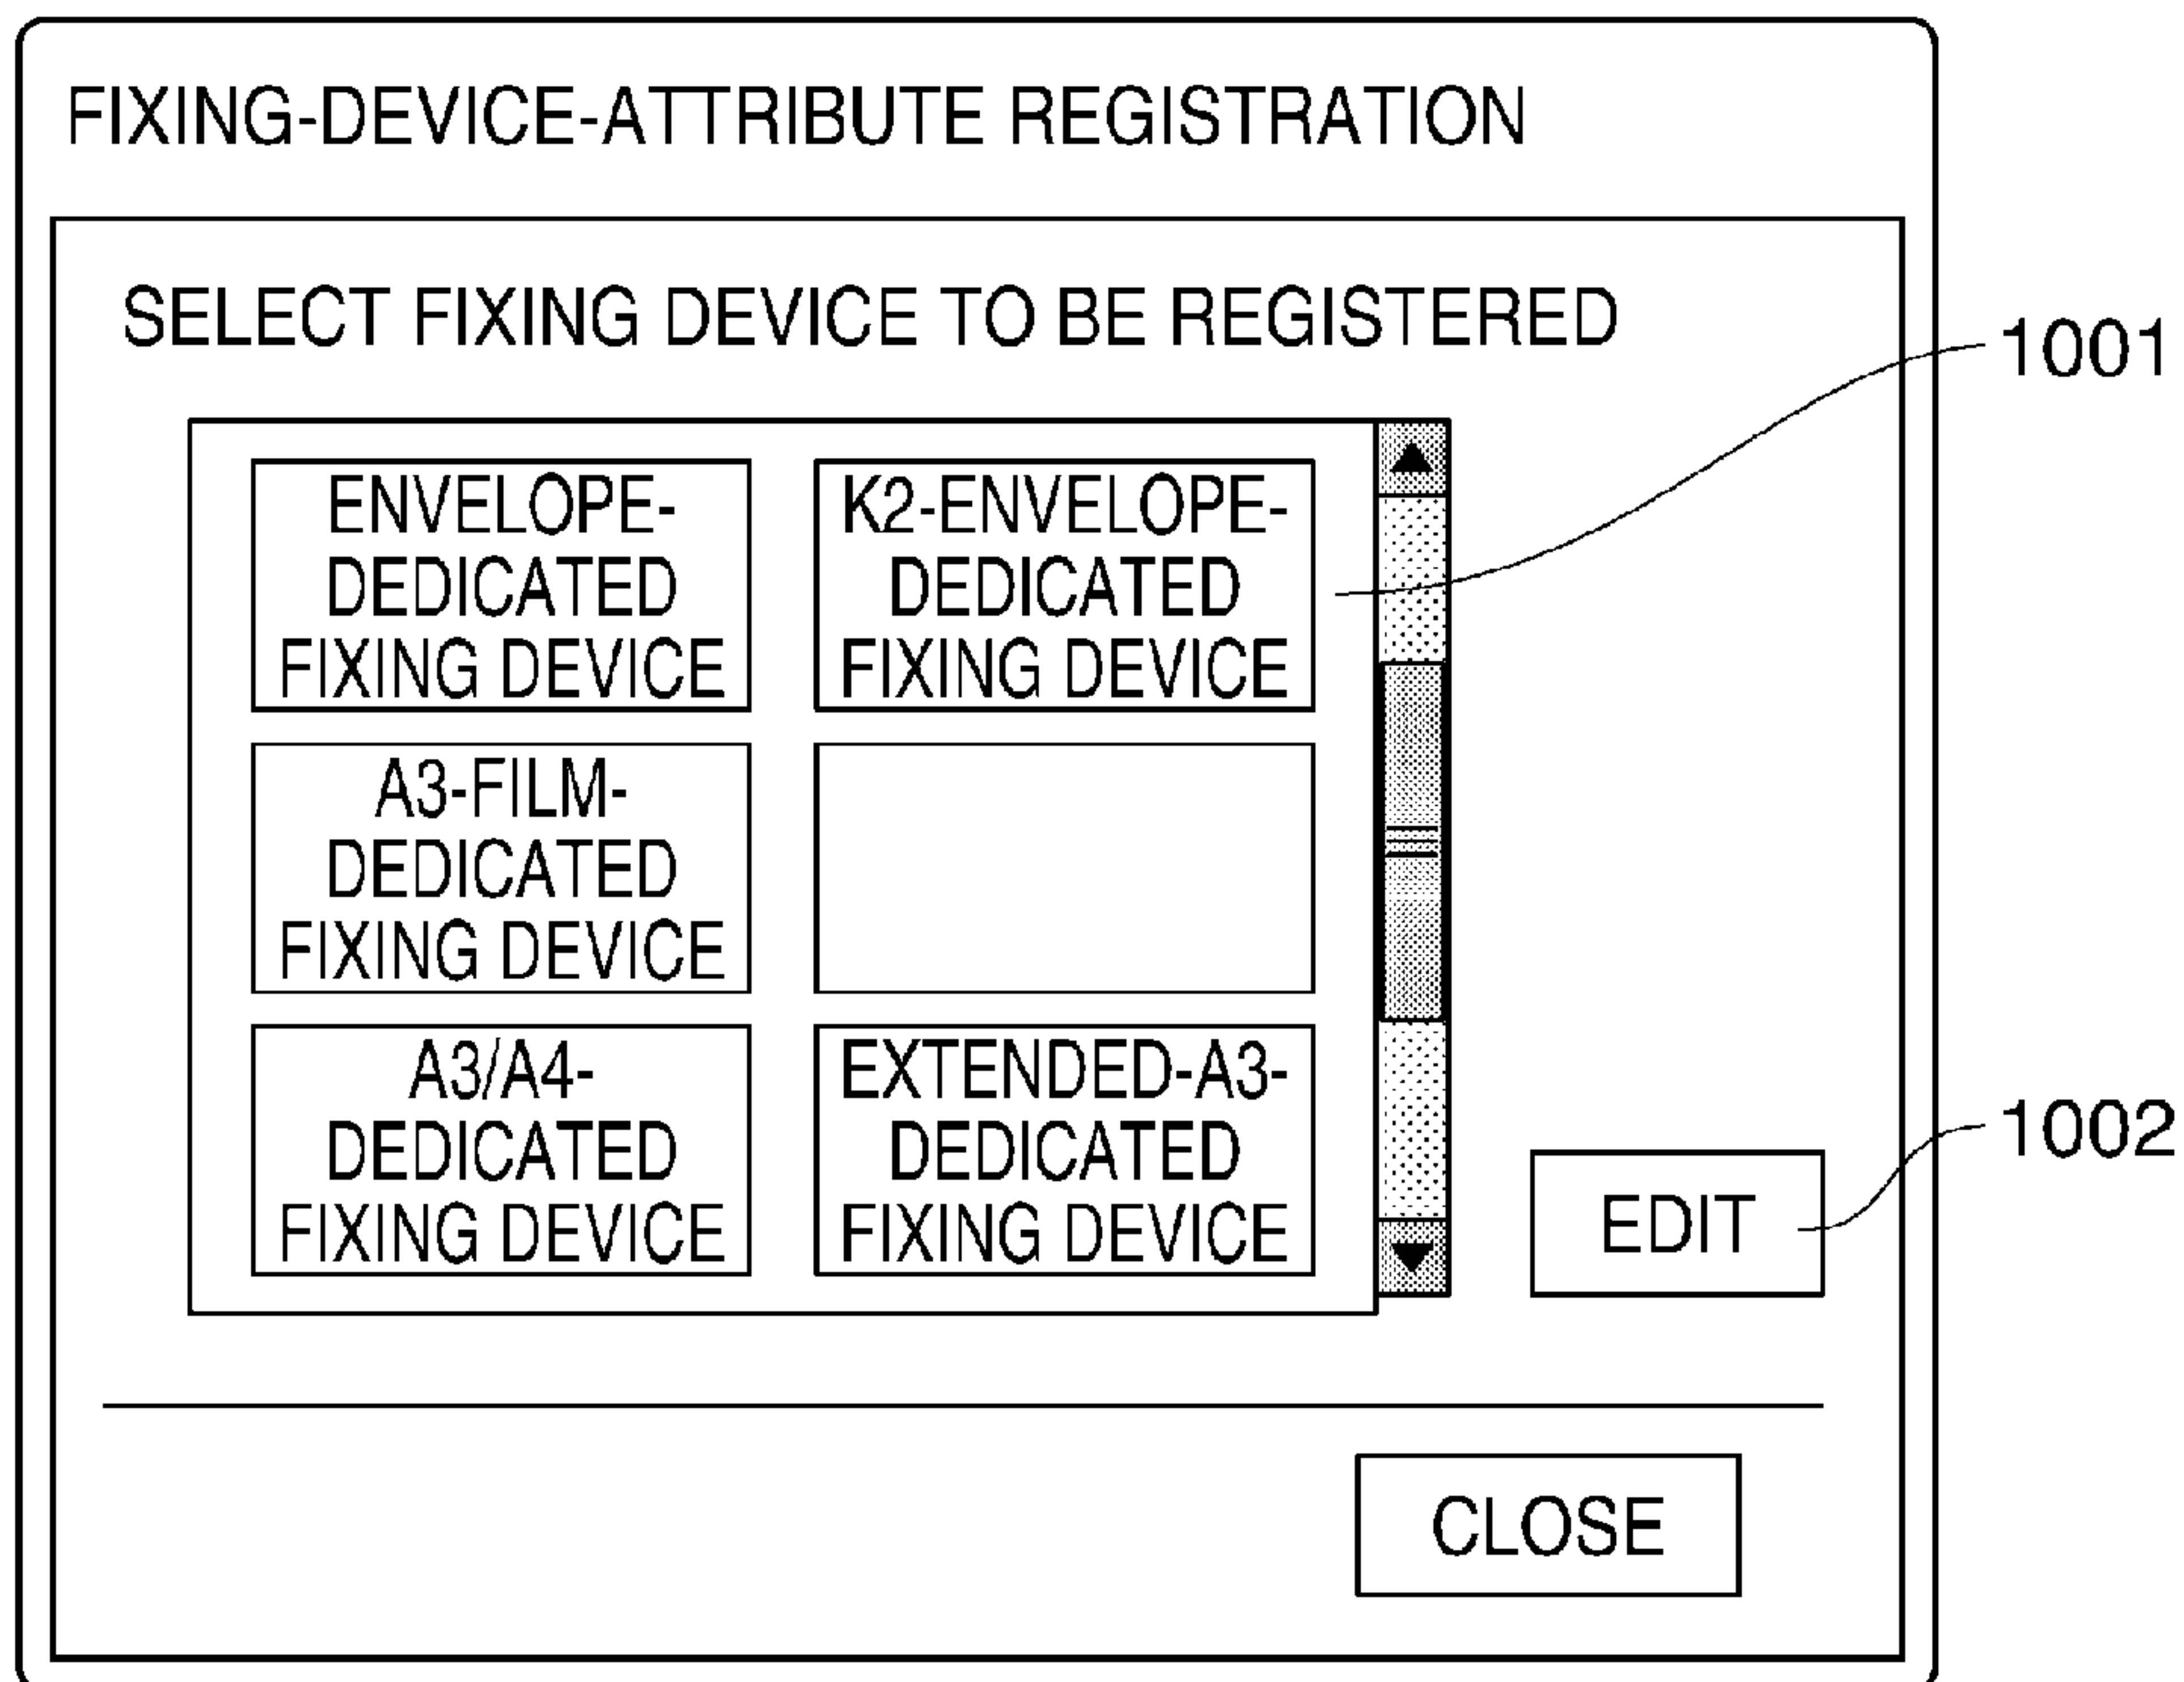 FIXING-DEVICE-ATTRIBUTE REGISTRATION
SELECT FIXING DEVICE TO BE REGISTERED
1001
ENVELOPE-
DEDICATED
FIXING DEVICE
K2-ENVELOPE-
DEDICATED
FIXING DEVICE
A3-FILM-
DEDICATED
FIXING DEVICE
A3/A4-
DEDICATED
FIXING DEVICE
EXTENDED-A3-
DEDICATED
FIXING DEVICE
1002
EDIT
CLOSE